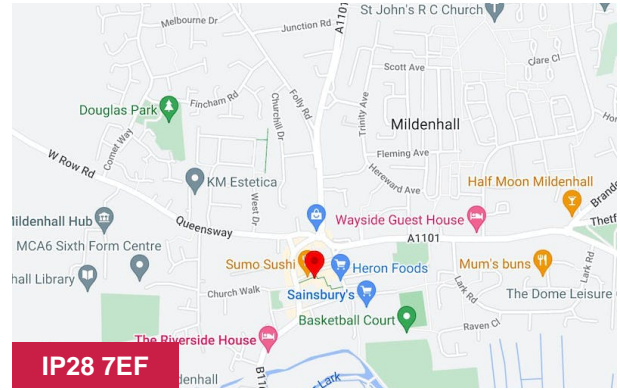 St John's R C Church
Melbourne Dr
Junction Rd
A1101
Clare Cl
Scott Ave
Fincham Rd
Folly Rd
Churchill Dr
Trinity Ave
Douglas Park
Mildenhall
Comet Way
Fleming Ave
W Row Rd
KM Estetica
Hereward Ave
Half Moon Mildenhall
West Dr
Wayside Guest House
Mildenhall Hub
Queensway
A1101
MCA6 Sixth Form Centre
Sumo Sushi
Heron Foods
Mum's buns
hall Library
Church Walk
Sainsbury's
Lark Rd
Lark Rd
The Dome Leisure
Basketball Court
Raven Cl
The Riverside House
IP28 7EF